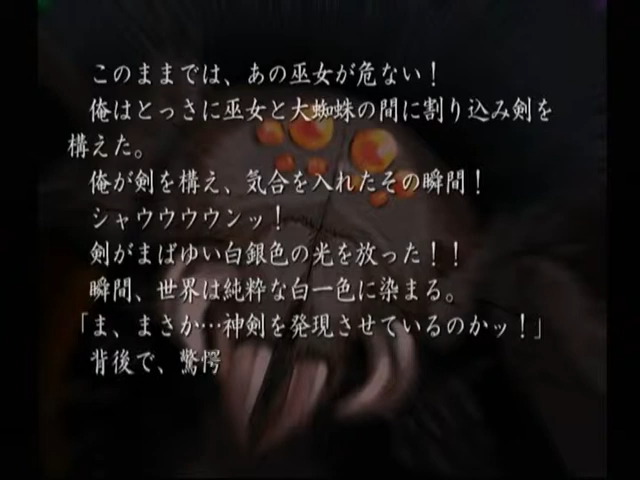 このままでは、あの巫女が危ない！
俺はとっさに巫女と大蜘蛛の間に割り込み剣を
構えた。
俺が剣を構え、気合を入れたその瞬間！
シャウウウウンッ！
剣がまばゆい白銀色の光を放った！！
瞬間、世界は純粋な白一色に染まる。
「ま、まさか…神剣を発現させているのかッ！」
背後で、驚愕